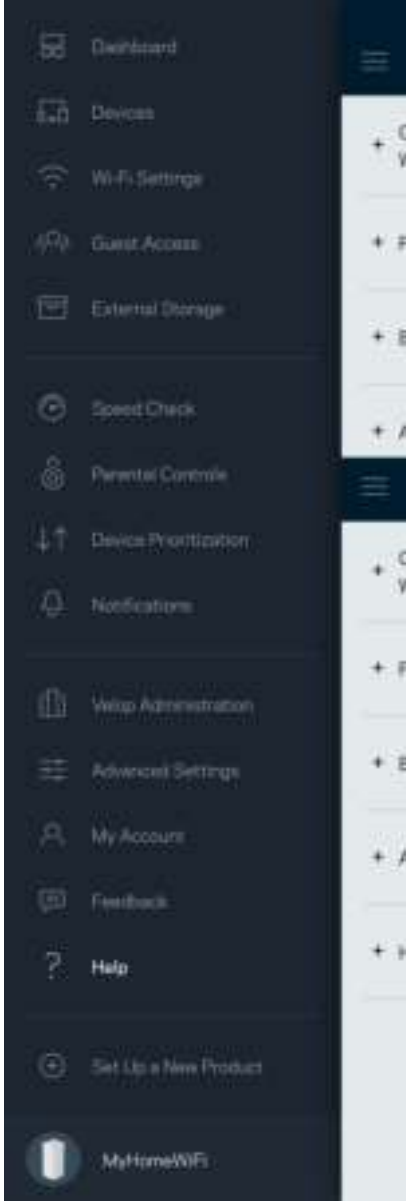 Dashboard
Devices
Wi-Fi Settings
Guest Access
External Storage
Speed Check
Parental Controls
Device Prioritization
Notifications
Velop Administration
Advanced Settings
My Account
Feedback
Help
Set Up a New Product
MyHomeWiFi